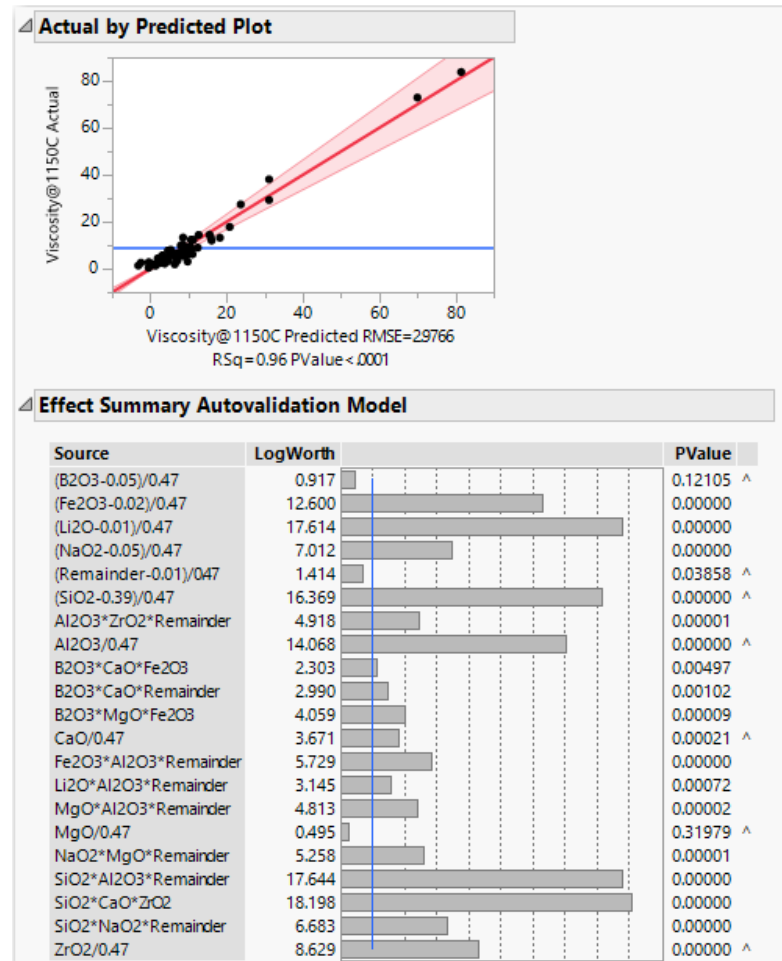 Actual by Predicted Plot
80
60
40
20
0
Viscosity@1150C Actual
0 20 40 60 80
Viscosity@1150C Predicted RMSE=2.9766
RSq=0.96 PValue<.0001
Effect Summary Autovalidation Model
Source LogWorth PValue
(B2O3-0.05)/0.47 0.917 0.12105 ^
(Fe2O3-0.02)/0.47 12.600 0.00000
(Li2O-0.01)/0.47 17.614 0.00000
(NaO2-0.05)/0.47 7.012 0.00000
(Remainder-0.01)/047 1.414 0.03858 ^
(SiO2-0.39)/0.47 16.369 0.00000 ^
Al2O3*ZrO2*Remainder 4.918 0.00001
Al2O3/0.47 14.068 0.00000 ^
B2O3*CaO*Fe2O3 2.303 0.00497
B2O3*CaO*Remainder 2.990 0.00102
B2O3*MgO*Fe2O3 4.059 0.00009
CaO/0.47 3.671 0.00021 ^
Fe2O3*Al2O3*Remainder 5.729 0.00000
Li2O*Al2O3*Remainder 3.145 0.00072
MgO*Al2O3*Remainder 4.813 0.00002
MgO/0.47 0.495 0.31979 ^
NaO2*MgO*Remainder 5.258 0.00001
SiO2*Al2O3*Remainder 17.644 0.00000
SiO2*CaO*ZrO2 18.198 0.00000
SiO2*NaO2*Remainder 6.683 0.00000
ZrO2/0.47 8.629 0.00000 ^